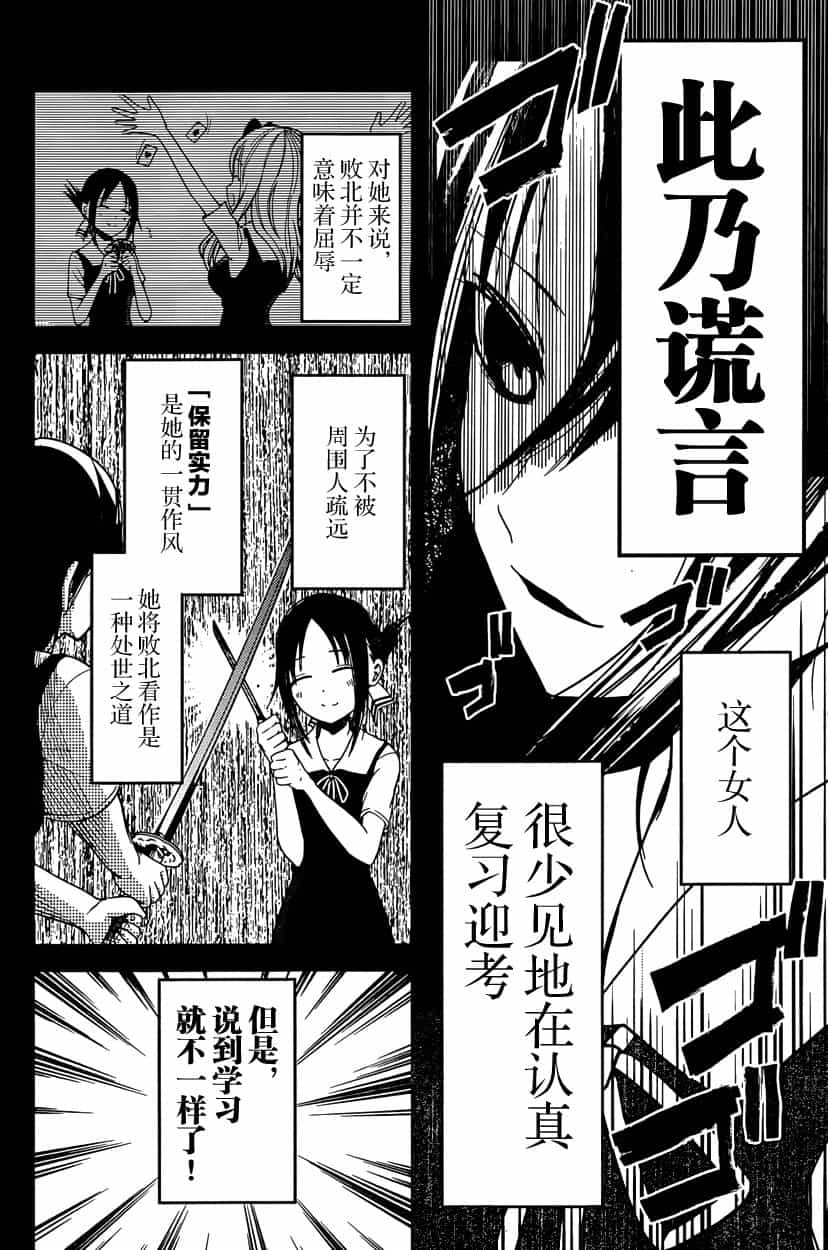 此乃谎言
ゴゴ
ゴゴゴ
这个女人
很少见地在认真
复习迎考
ゴゴゴ
对她来说，
败北并不一定
意味着屈辱
为了不被
周围人疏远
「保留实力」
是她的一贯作风
她将败北看作是
一种处世之道
但是，
说到学习
就不一样了！